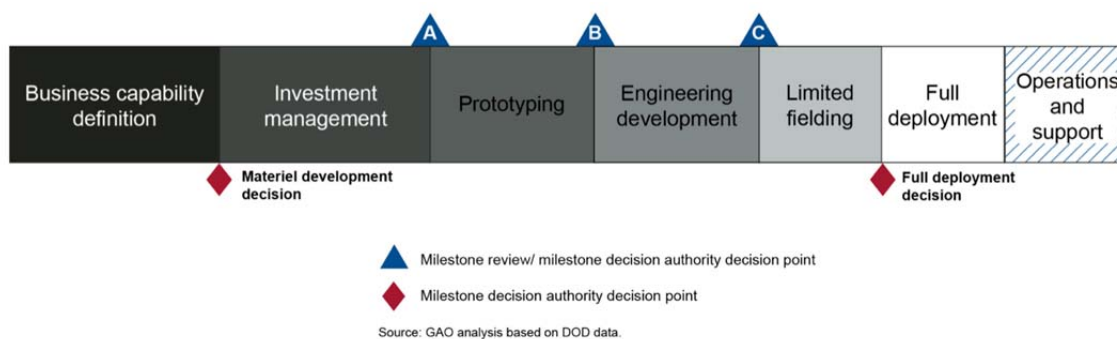 A
B
C
Business capability
definition
Investment
management
Prototyping
Engineering
development
Limited
fielding
Full
deployment
Operations
and
support
Materiel development
decision
Full deployment
decision
Milestone review/ milestone decision authority decision point
Milestone decision authority decision point
Source: GAO analysis based on DOD data.